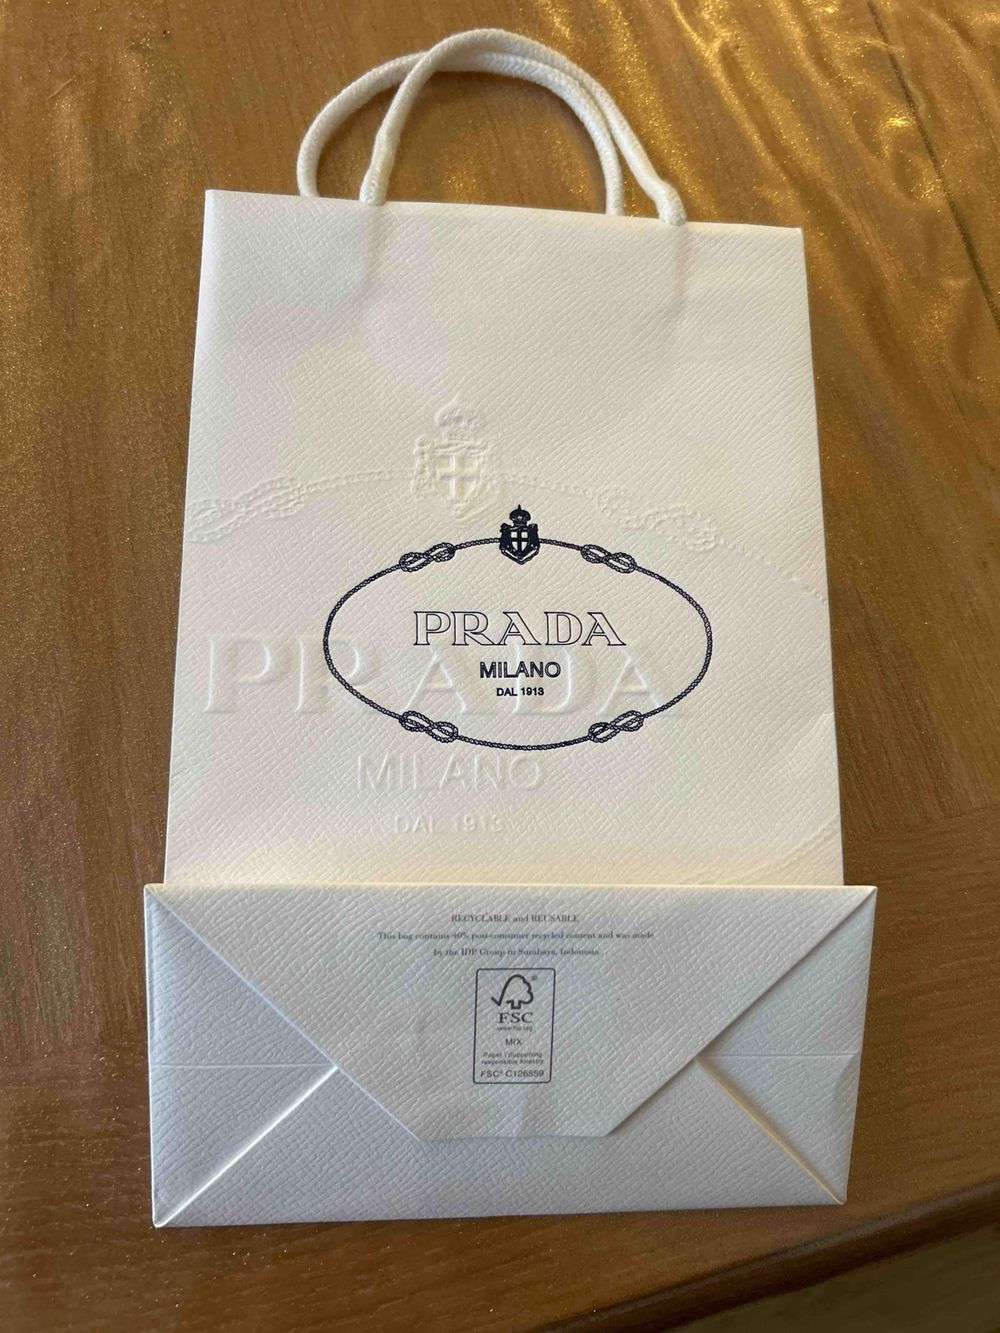 PRADA
MILANO
DAL 1913
PRADA
MILANO
DAL 1913
RECYCLABLE and REUSABLE
This bag contains 40% post-consumer recycled content and was made
by the IDP Group in Surabaya, Indonesia
FSC®
www.fsc.org
MIX
Paper | Supporting
responsible forestry
FSC® C126559